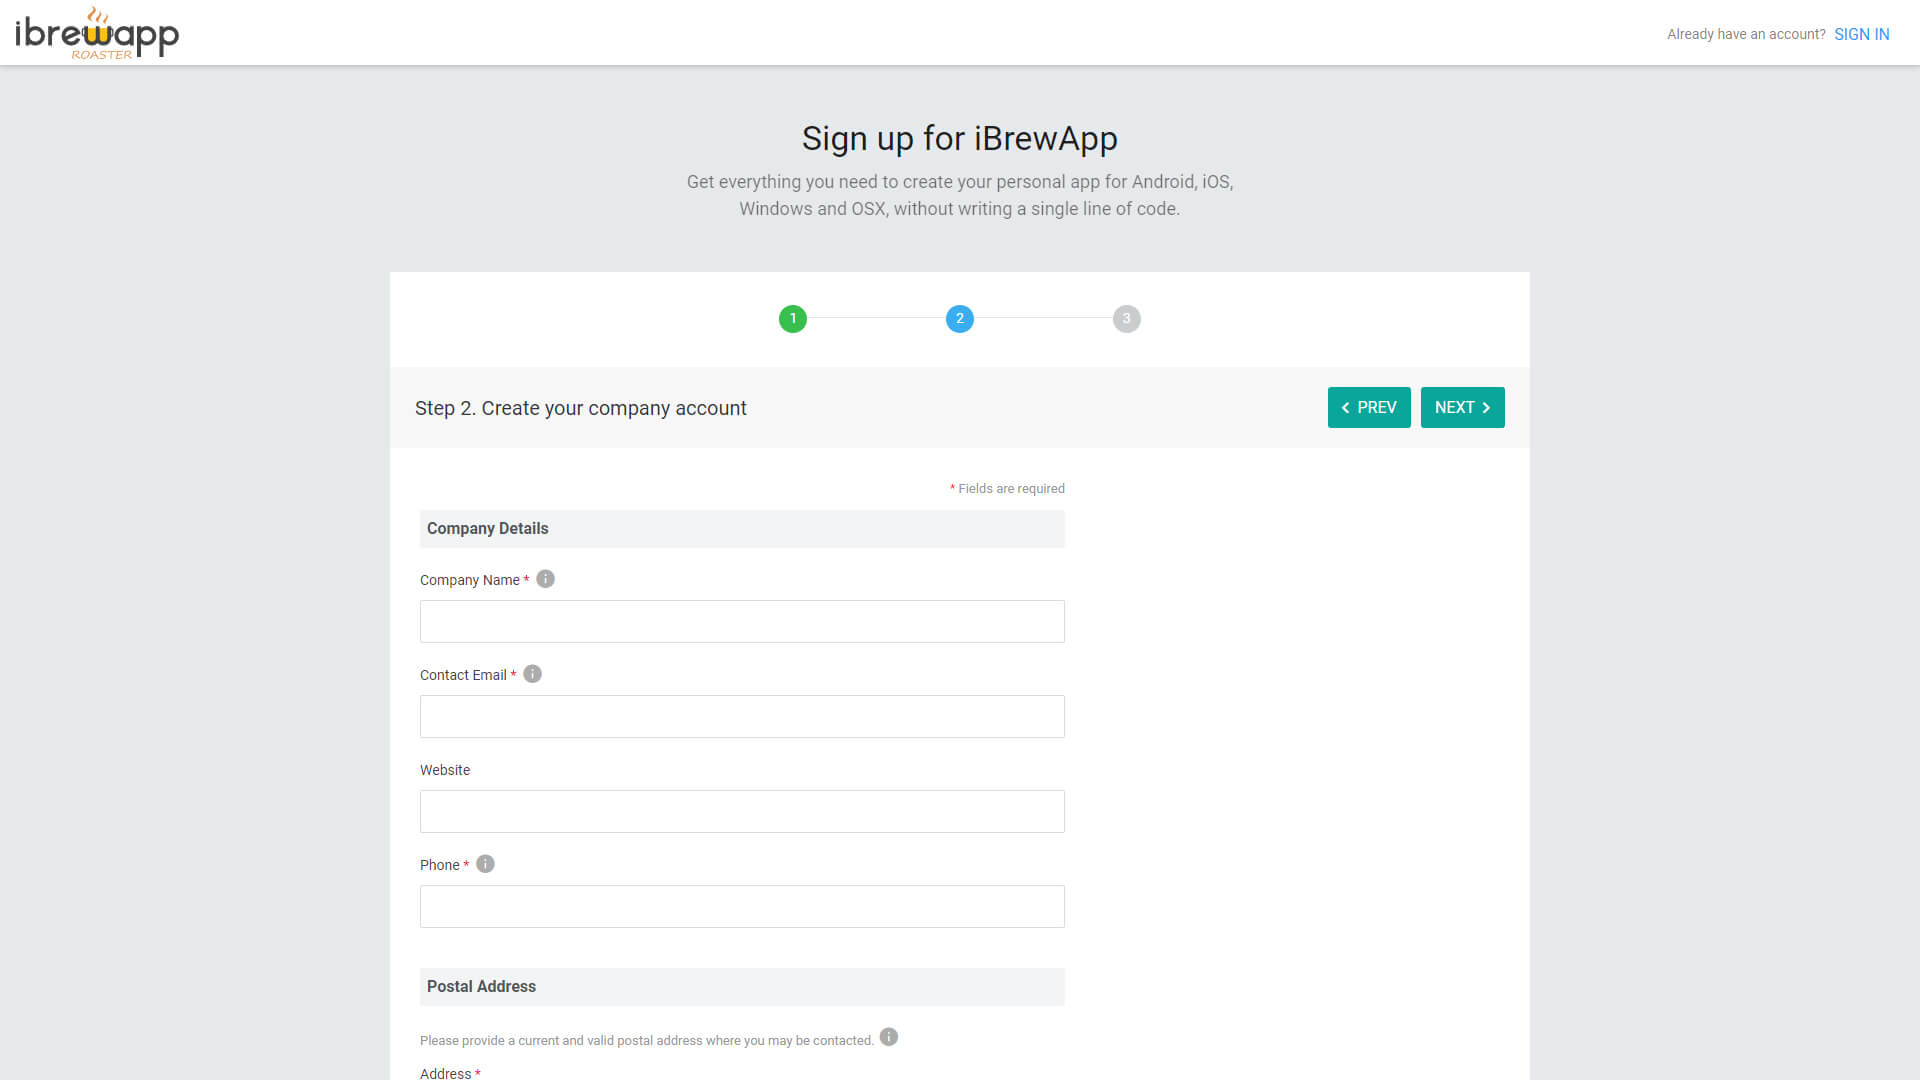 ibrewapp
ROASTER
Already have an account? SIGN IN
Sign up for iBrewApp
Get everything you need to create your personal app for Android, iOS,
Windows and OSX, without writing a single line of code.
1 2 3
Step 2. Create your company account
PREV NEXT
* Fields are required
Company Details
Company Name * i
Contact Email * i
Website
Phone * i
Postal Address
Please provide a current and valid postal address where you may be contacted. i
Address *